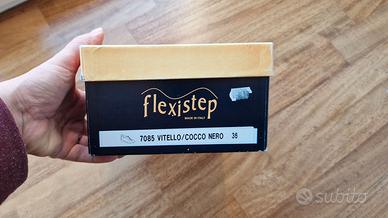 flexistep
MADE IN ITALY
7085 VITELLO/COCCO NERO 36
subito